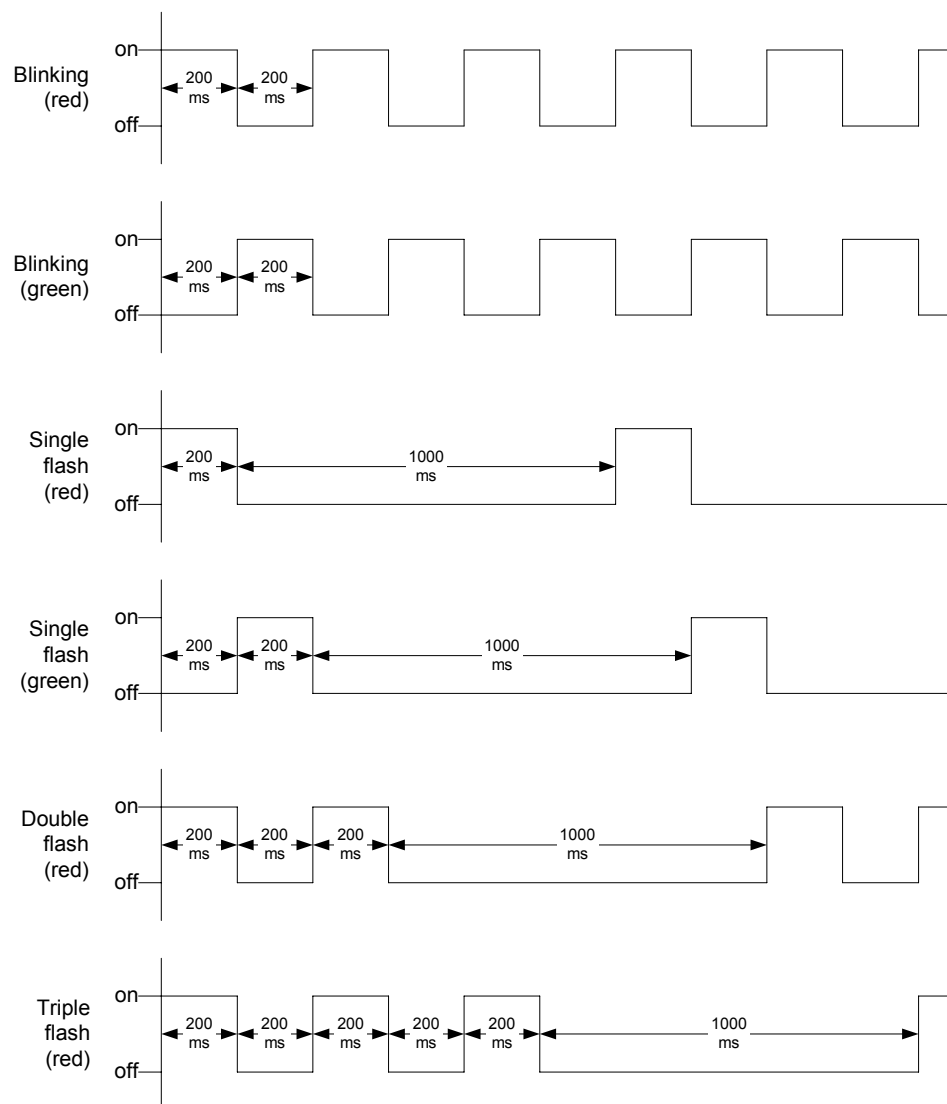 on
Blinking
(red)
200
ms
200
ms
off
on
Blinking
(green)
200
ms
200
ms
off
on
Single
flash
(red)
200
ms
1000
ms
off
on
Single
flash
(green)
200
ms
200
ms
1000
ms
off
on
Double
flash
(red)
200
ms
200
ms
200
ms
1000
ms
off
on
Triple
flash
(red)
200
ms
200
ms
200
ms
200
ms
200
ms
1000
ms
off